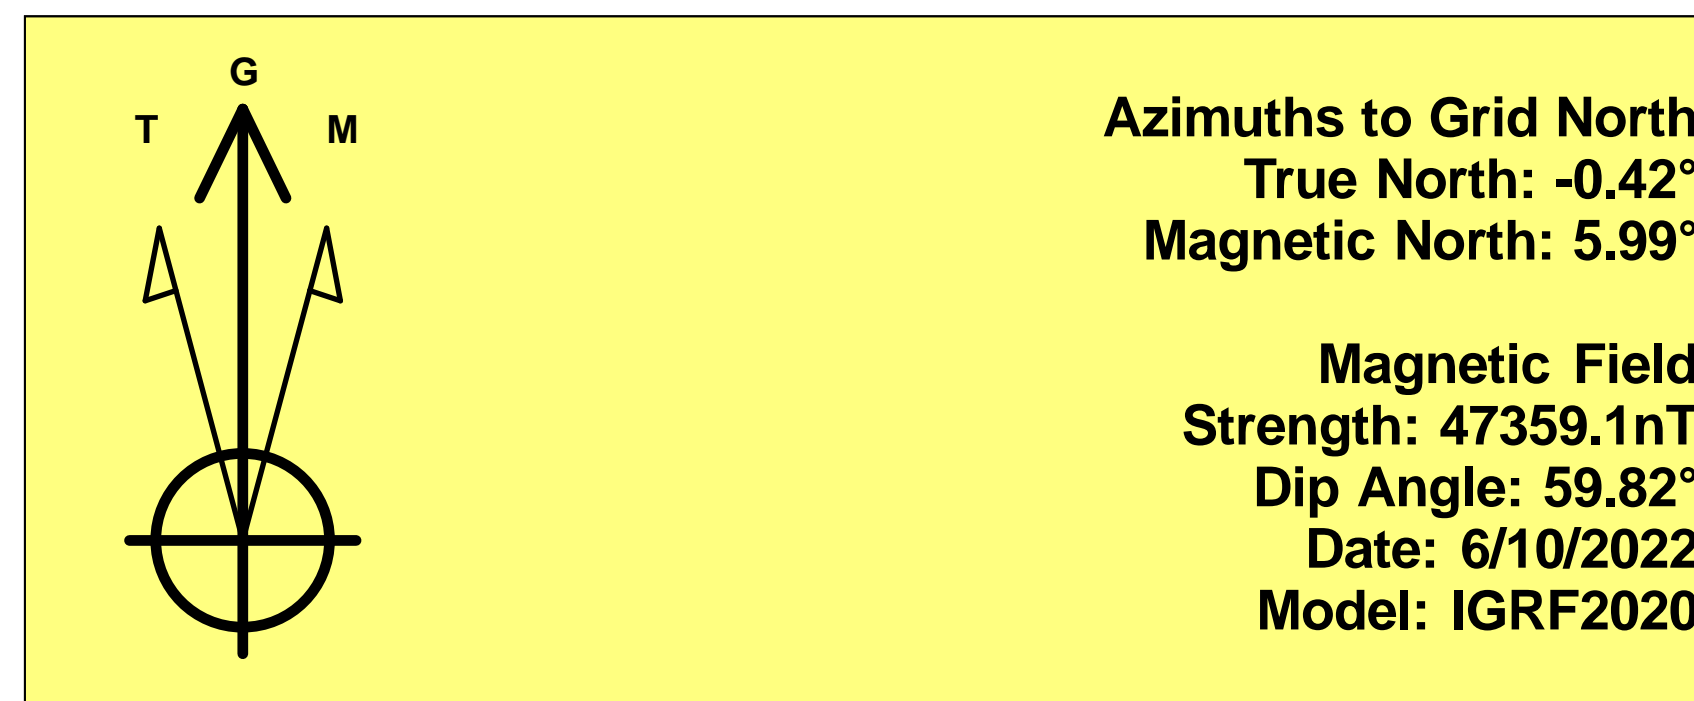 G
T M
Azimuths to Grid North
True North: -0.42°
Magnetic North: 5.99°
Magnetic Field
Strength: 47359.1nT
Dip Angle: 59.82°
Date: 6/10/2022
Model: IGRF2020